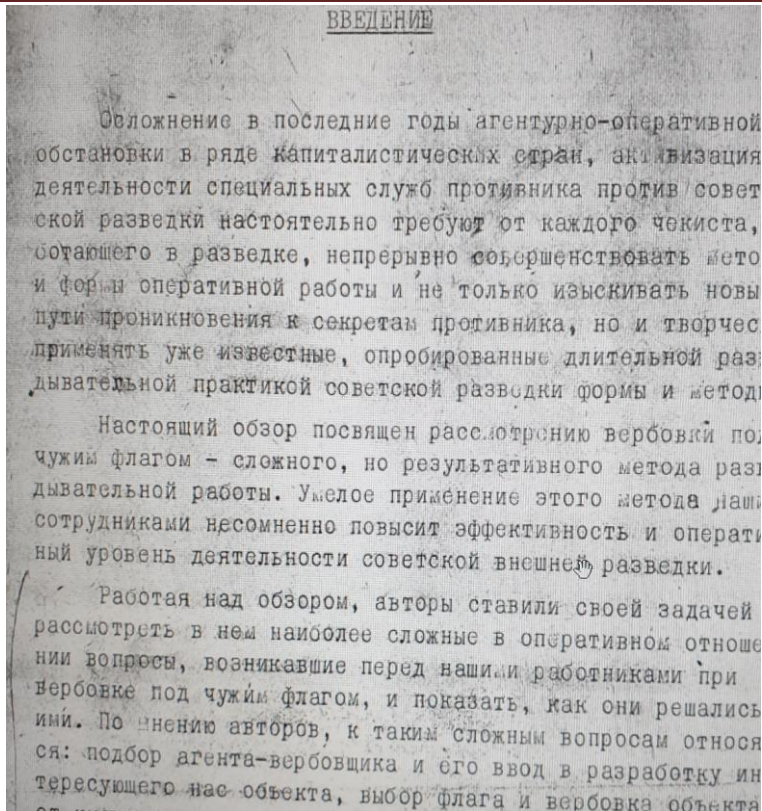 ВВЕДЕНИЕ
Осложнение в последние годы агентурно-оперативной
обстановки в ряде капиталистических стран, активизация
деятельности специальных служб противника против совет
ской разведки настоятельно требуют от каждого чекиста,
ботающего в разведке, непрерывно совершенствовать мето
и формы оперативной работы и не только изыскивать новы
пути проникновения к секретам противника, но и творчес
применять уже известные, опробированные длительной раз
дывательной практикой советской разведки формы и методы
Настоящий обзор посвящен рассмотрению вербовки под
чужим флагом – сложного, но результативного метода разв
дывательной работы. Умелое применение этого метода наши
сотрудниками несомненно повысит эффективность и операти
ный уровень деятельности советской внешней разведки.
Работая над обзором, авторы ставили своей задачей
рассмотреть в нем наиболее сложные в оперативном отноше
нии вопросы, возникавшие перед нашими работниками при
вербовке под чужим флагом, и показать, как они решались
ими. По мнению авторов, к таким сложным вопросам относя
ся: подбор агента-вербовщика и его ввод в разработку ин
тересующего нас объекта, выбор флага и вербовка объекта